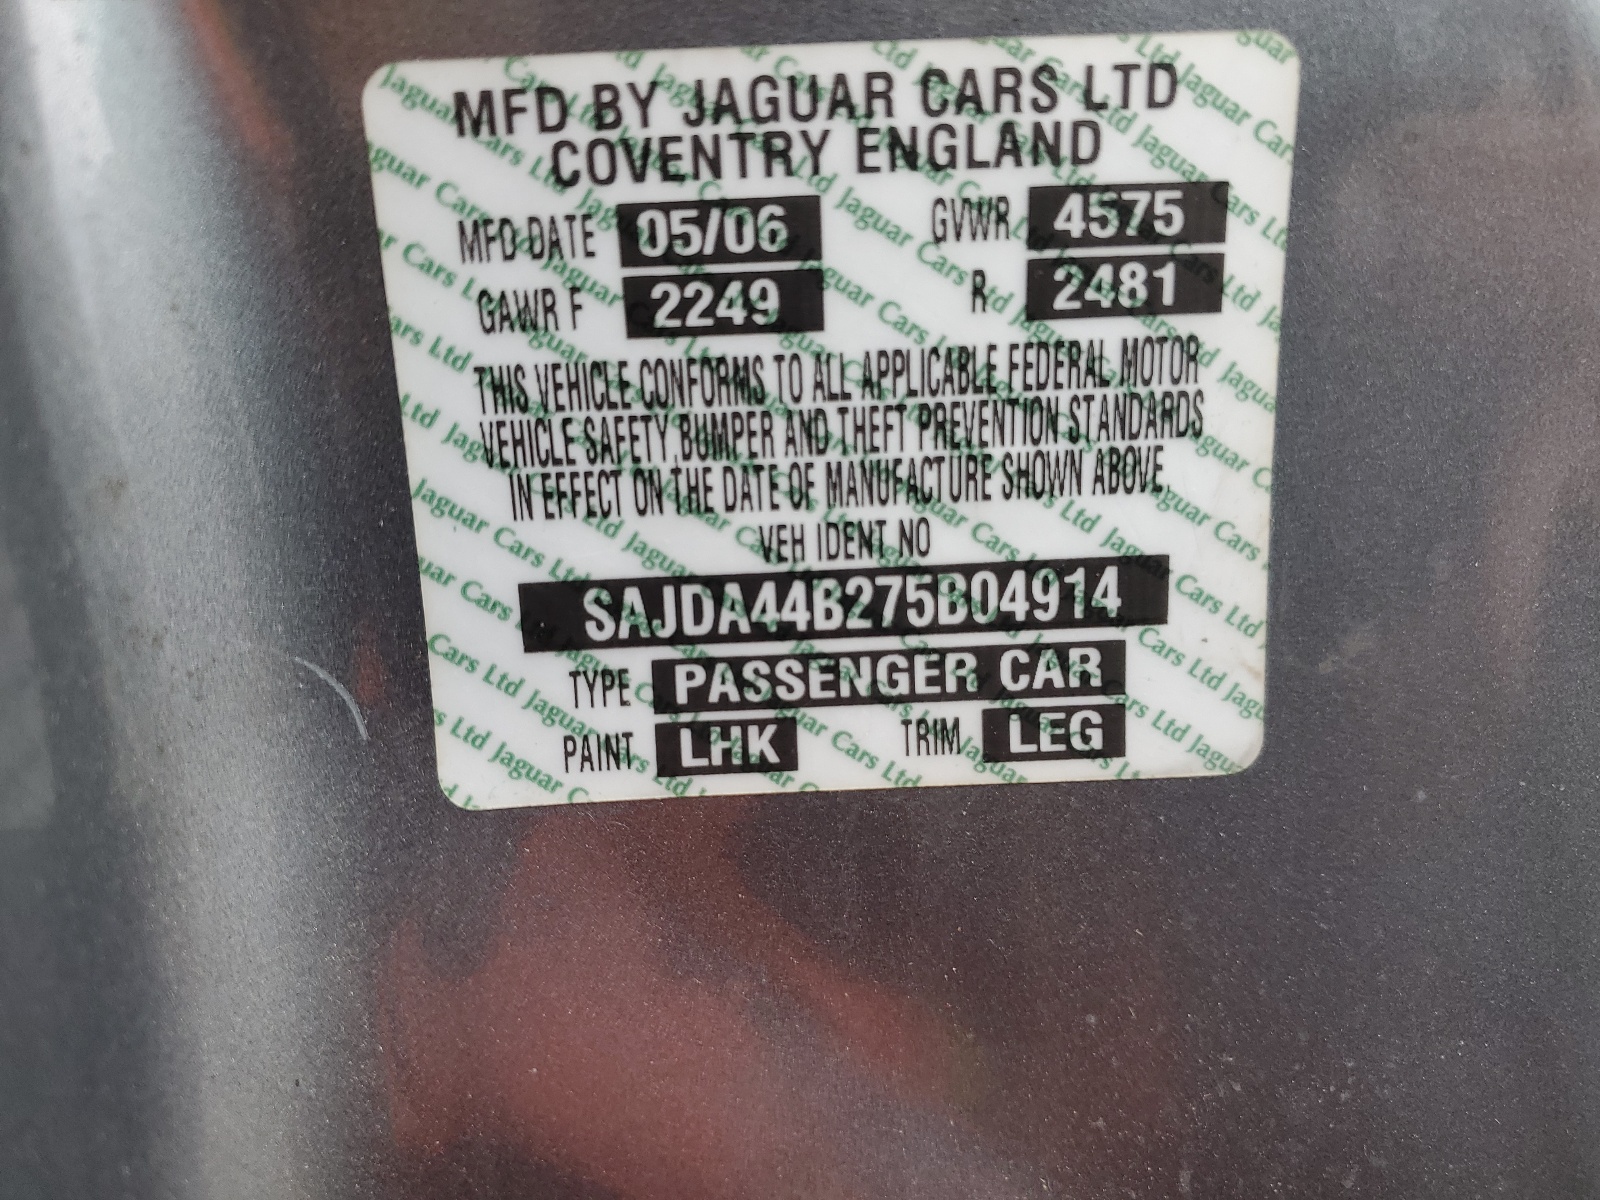 MFD BY JAGUAR CARS LTD
COVENTRY ENGLAND
MFD DATE 05/06 GVWR 4575
GAWR F 2249 R 2481
THIS VEHICLE CONFORMS TO ALL APPLICABLE FEDERAL MOTOR
VEHICLE SAFETY, BUMPER AND THEFT PREVENTION STANDARDS
IN EFFECT ON THE DATE OF MANUFACTURE SHOWN ABOVE.
VEH IDENT NO
SAJDA44B275B04914
TYPE PASSENGER CAR
PAINT LHK TRIM LEG